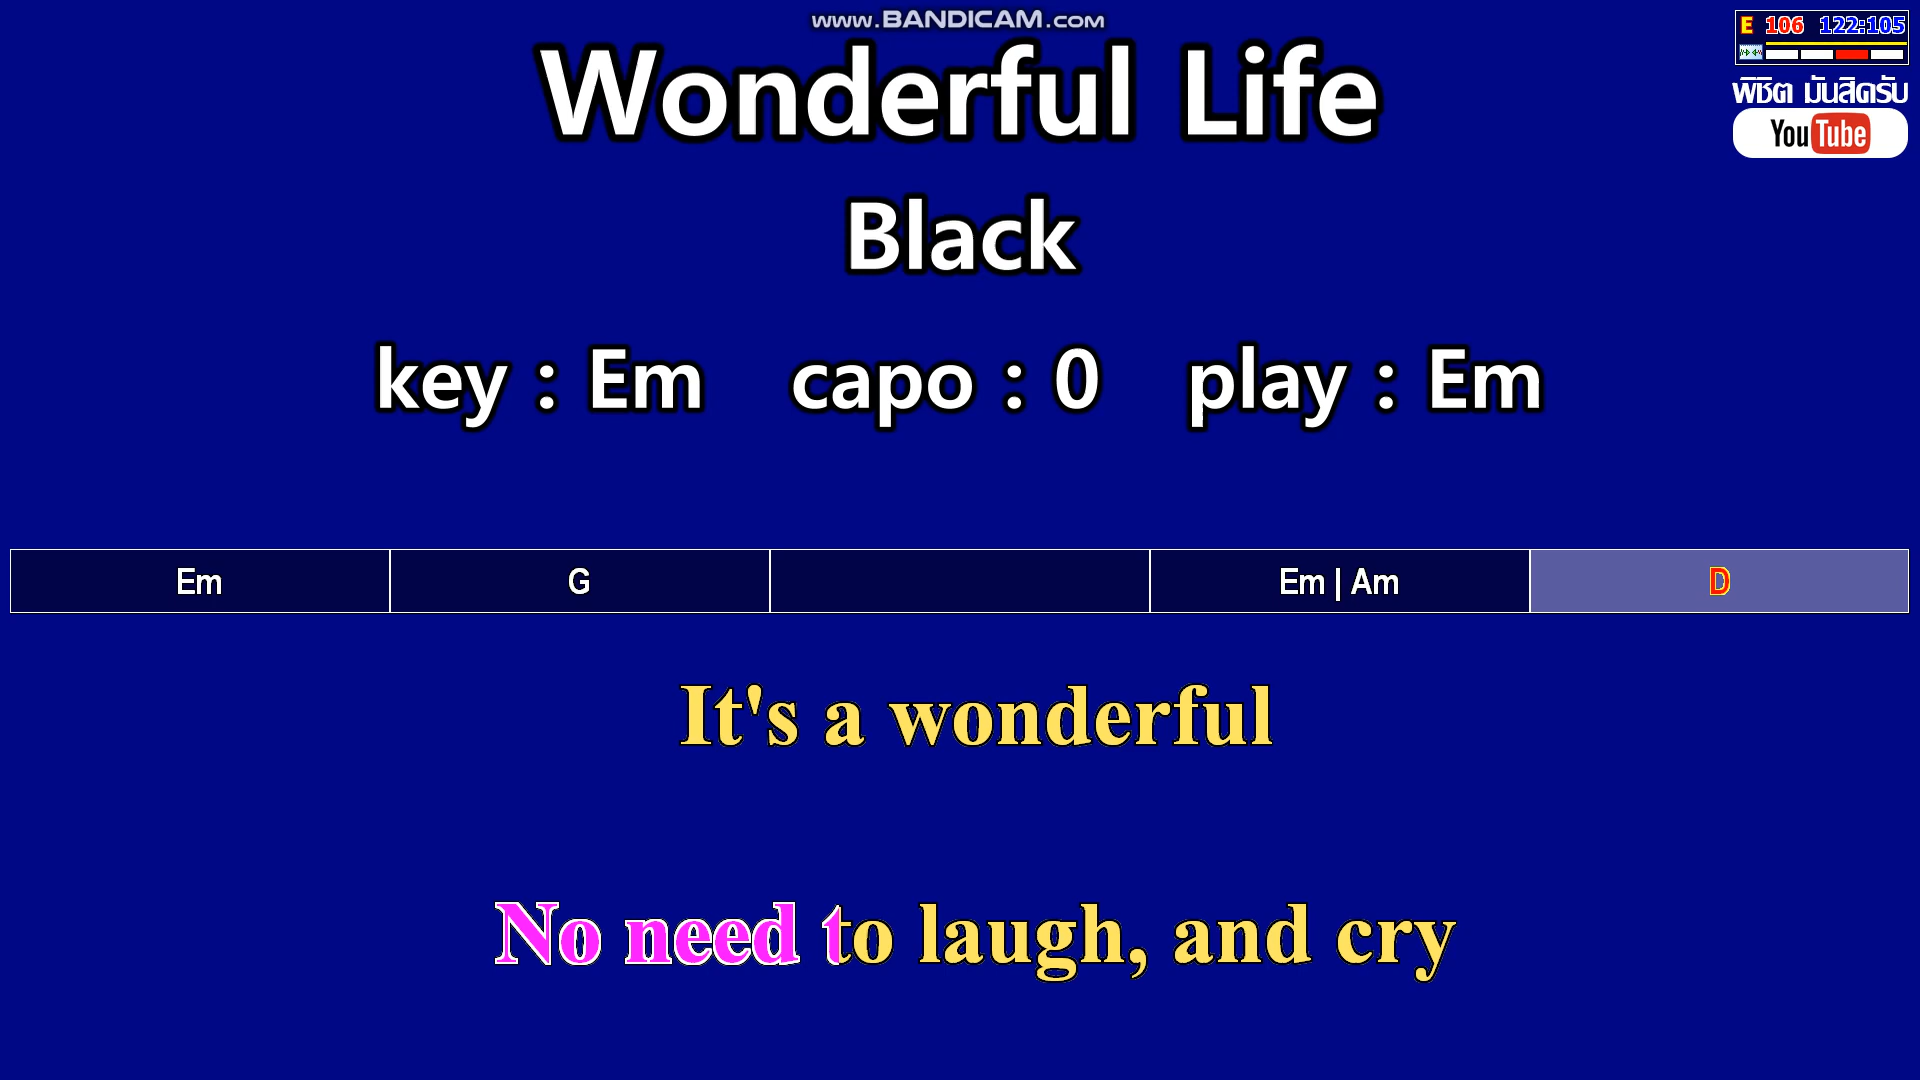 www.BANDICAM.com
E 106 122:105
Wonderful Life
พิชิต มันสิตรับ
YouTube
Black
key : Em capo : 0 play : Em
Em G Em | Am D
It's a wonderful
No need to laugh, and cry